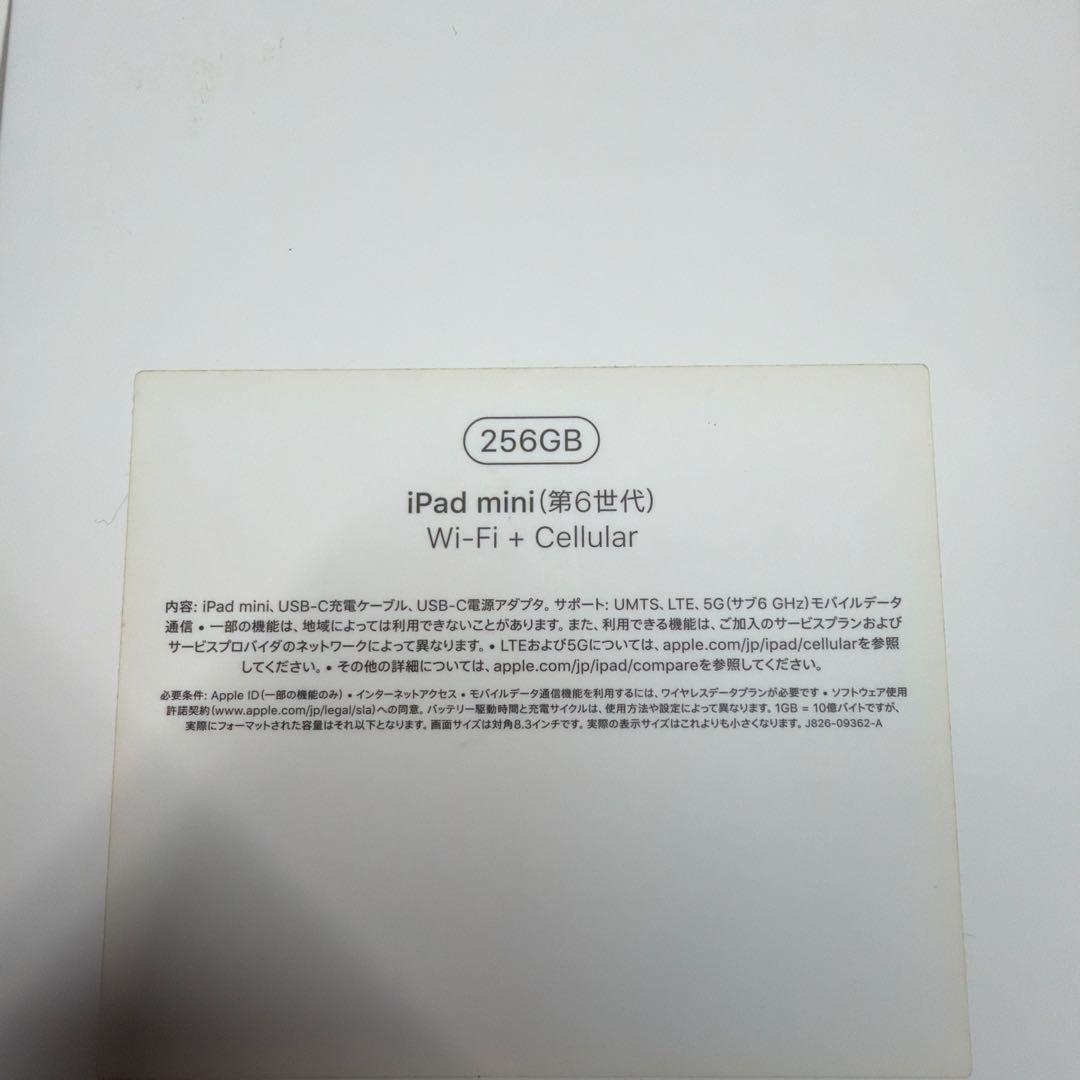 256GB
iPad mini（第6世代）
Wi-Fi + Cellular
内容: iPad mini、USB-C充電ケーブル、USB-C電源アダプタ。サポート: UMTS、LTE、5G（サブ6 GHz）モバイルデータ
通信 • 一部の機能は、地域によっては利用できないことがあります。また、利用できる機能は、ご加入のサービスプランおよび
サービスプロバイダのネットワークによって異なります。• LTEおよび5Gについては、apple.com/jp/ipad/cellularを参照
してください。• その他の詳細については、apple.com/jp/ipad/compareを参照してください。
必要条件: Apple ID（一部の機能のみ） • インターネットアクセス • モバイルデータ通信機能を利用するには、ワイヤレスデータプランが必要です • ソフトウェア使用
許諾契約（www.apple.com/jp/legal/sla）への同意。バッテリー駆動時間と充電サイクルは、使用方法や設定によって異なります。1GB = 10億バイトですが、
実際にフォーマットされた容量はそれ以下となります。画面サイズは対角8.3インチです。実際の表示サイズはこれよりも小さくなります。J826-09362-A